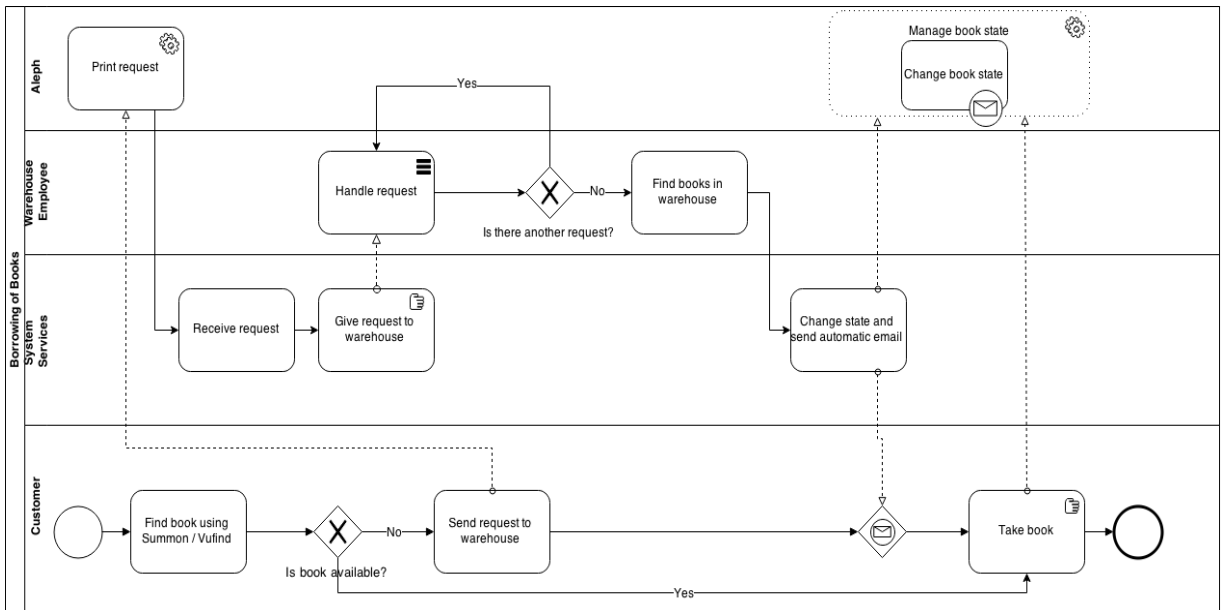 Borrowing of Books
Aleph
Print request
Yes
Manage book state
Change book state
Warehouse
Employee
Handle request
Is there another request?
No
Find books in
warehouse
System
Services
Receive request
Give request to
warehouse
Change state and
send automatic email
Customer
Find book using
Summon / Vufind
Is book available?
No
Send request to
warehouse
Take book
Yes